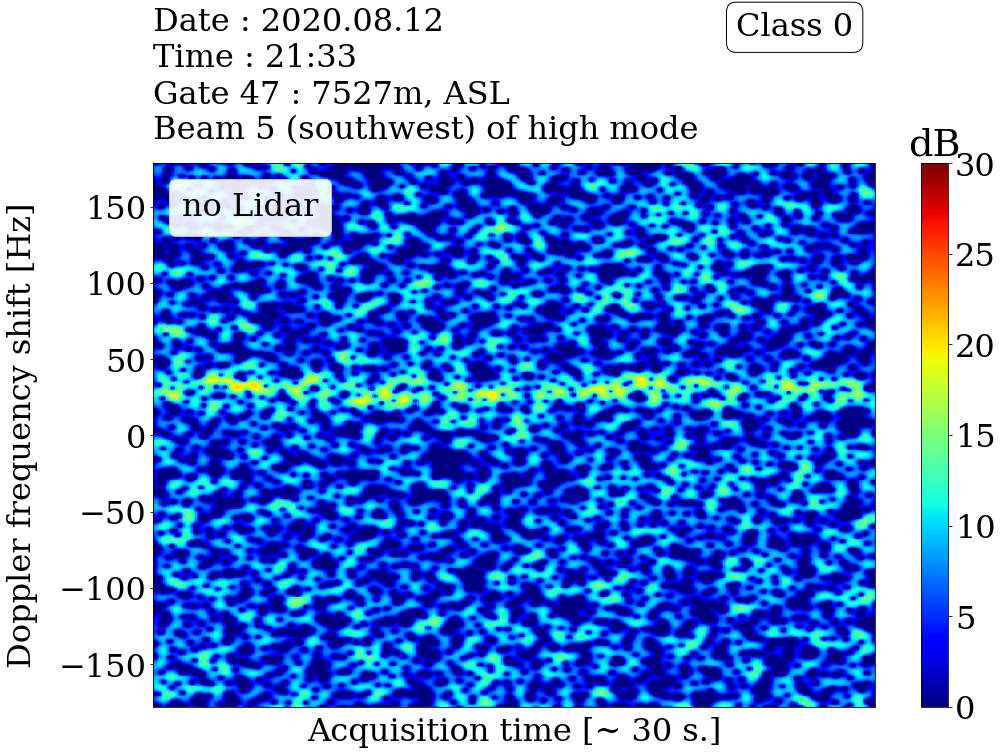 Date : 2020.08.12
Time : 21:33
Gate 47 : 7527m, ASL
Beam 5 (southwest) of high mode
Class 0
dB
no Lidar
Doppler frequency shift [Hz]
150
100
50
0
−50
−100
−150
30
25
20
15
10
5
0
Acquisition time [~ 30 s.]